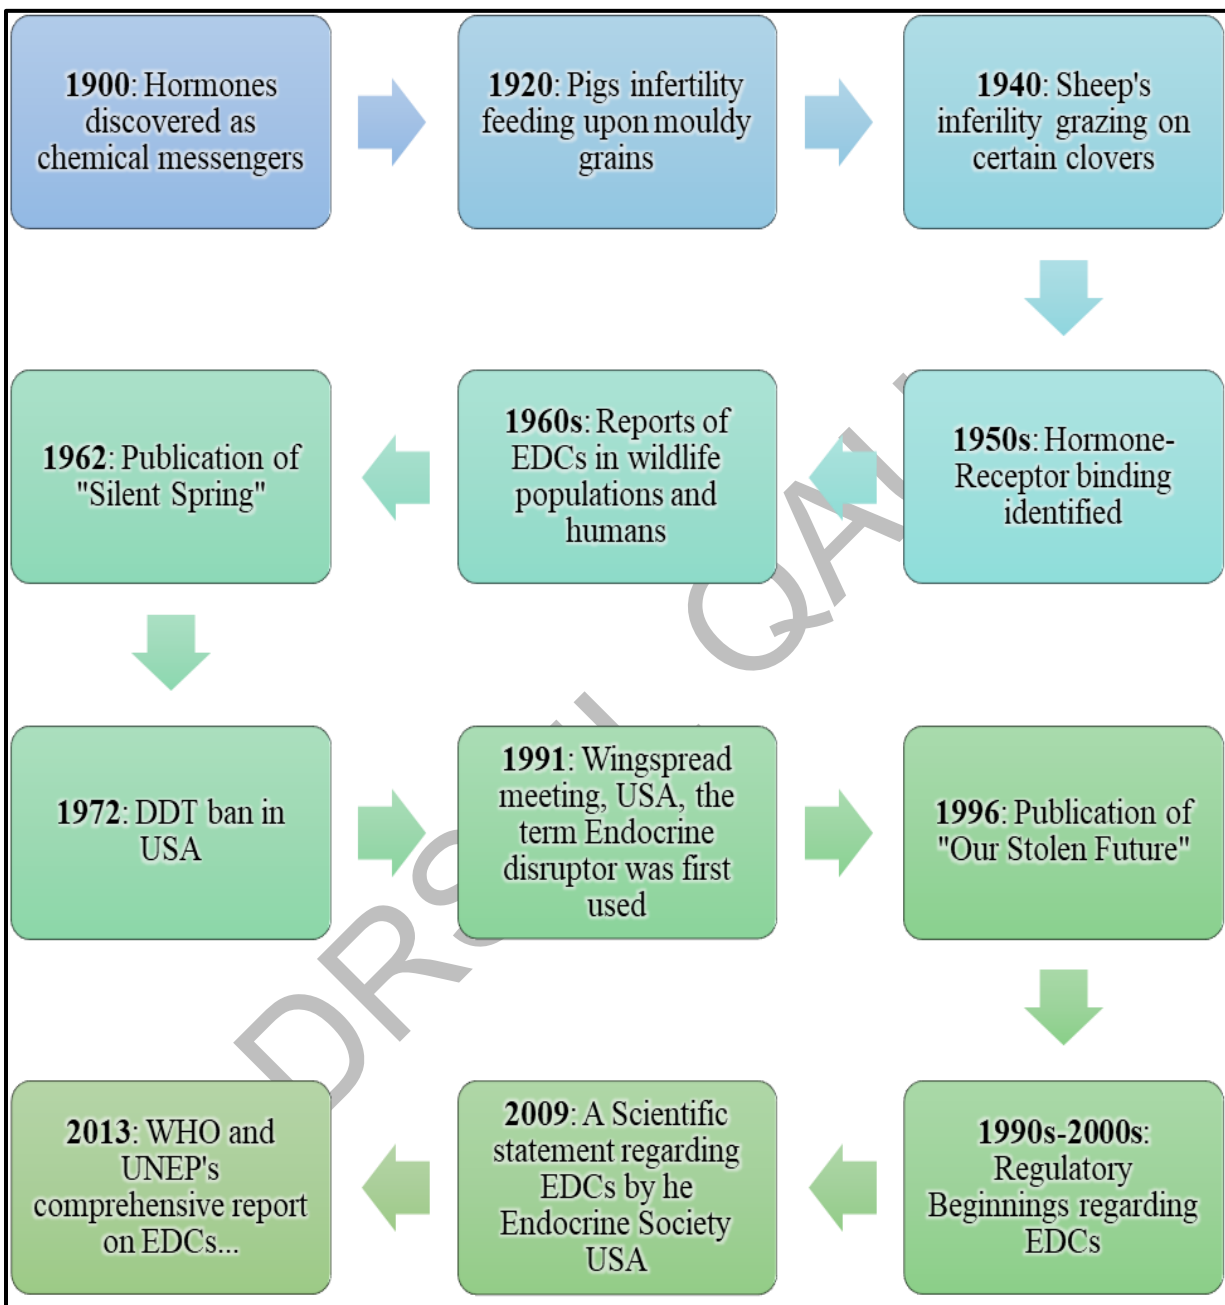 1900: Hormones
discovered as
chemical messengers
1920: Pigs infertility
feeding upon mouldy
grains
1940: Sheep's
inferility grazing on
certain clovers
1950s: Hormone-
Receptor binding
identified
1960s: Reports of
EDCs in wildlife
populations and
humans
1962: Publication of
"Silent Spring"
1972: DDT ban in
USA
1991: Wingspread
meeting, USA, the
term Endocrine
disruptor was first
used
1996: Publication of
"Our Stolen Future"
1990s-2000s:
Regulatory
Beginnings regarding
EDCs
2009: A Scientific
statement regarding
EDCs by he
Endocrine Society
USA
2013: WHO and
UNEP's
comprehensive report
on EDCs...